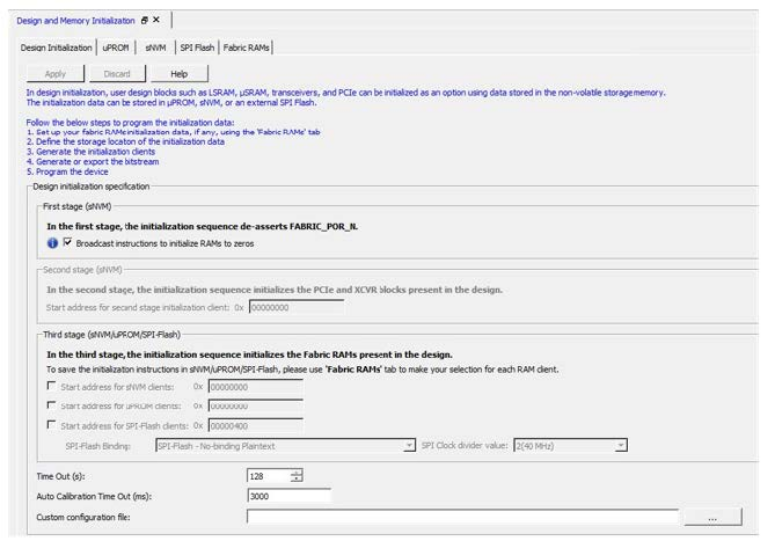 Design and Memory Initialization
Design Initialization uPROM sNVM SPI Flash Fabric RAMs
Apply Discard Help
In design initialization, user design blocks such as LSRAM, µSRAM, transceivers, and PCIe can be initialized as an option using data stored in the non-volatile storage memory.
The initialization data can be stored in µPROM, sNVM, or an external SPI Flash.
Follow the below steps to program the initialization data:
1. Set up your fabric RAMs initialization data, if any, using the 'Fabric RAMs' tab
2. Define the storage location of the initialization data
3. Generate the initialization clients
4. Generate or export the bitstream
5. Program the device
Design initialization specification
First stage (sNVM)
In the first stage, the initialization sequence de-asserts FABRIC_POR_N.
Broadcast instructions to initialize RAMs to zeros
Second stage (sNVM)
In the second stage, the initialization sequence initializes the PCIe and XCVR blocks present in the design.
Start address for second stage initialization client: 0x 00000000
Third stage (sNVM/uPROM/SPI-Flash)
In the third stage, the initialization sequence initializes the Fabric RAMs present in the design.
To save the initialization instructions in sNVM/uPROM/SPI-Flash, please use 'Fabric RAMs' tab to make your selection for each RAM client.
Start address for sNVM clients: 0x 00000000
Start address for uPROM clients: 0x 00000000
Start address for SPI-Flash clients: 0x 00000400
SPI-Flash Binding: SPI-Flash - No-binding Plaintext SPI Clock divider value: 2(40 MHz)
Time Out (s): 128
Auto Calibration Time Out (ms): 3000
Custom configuration file: ...